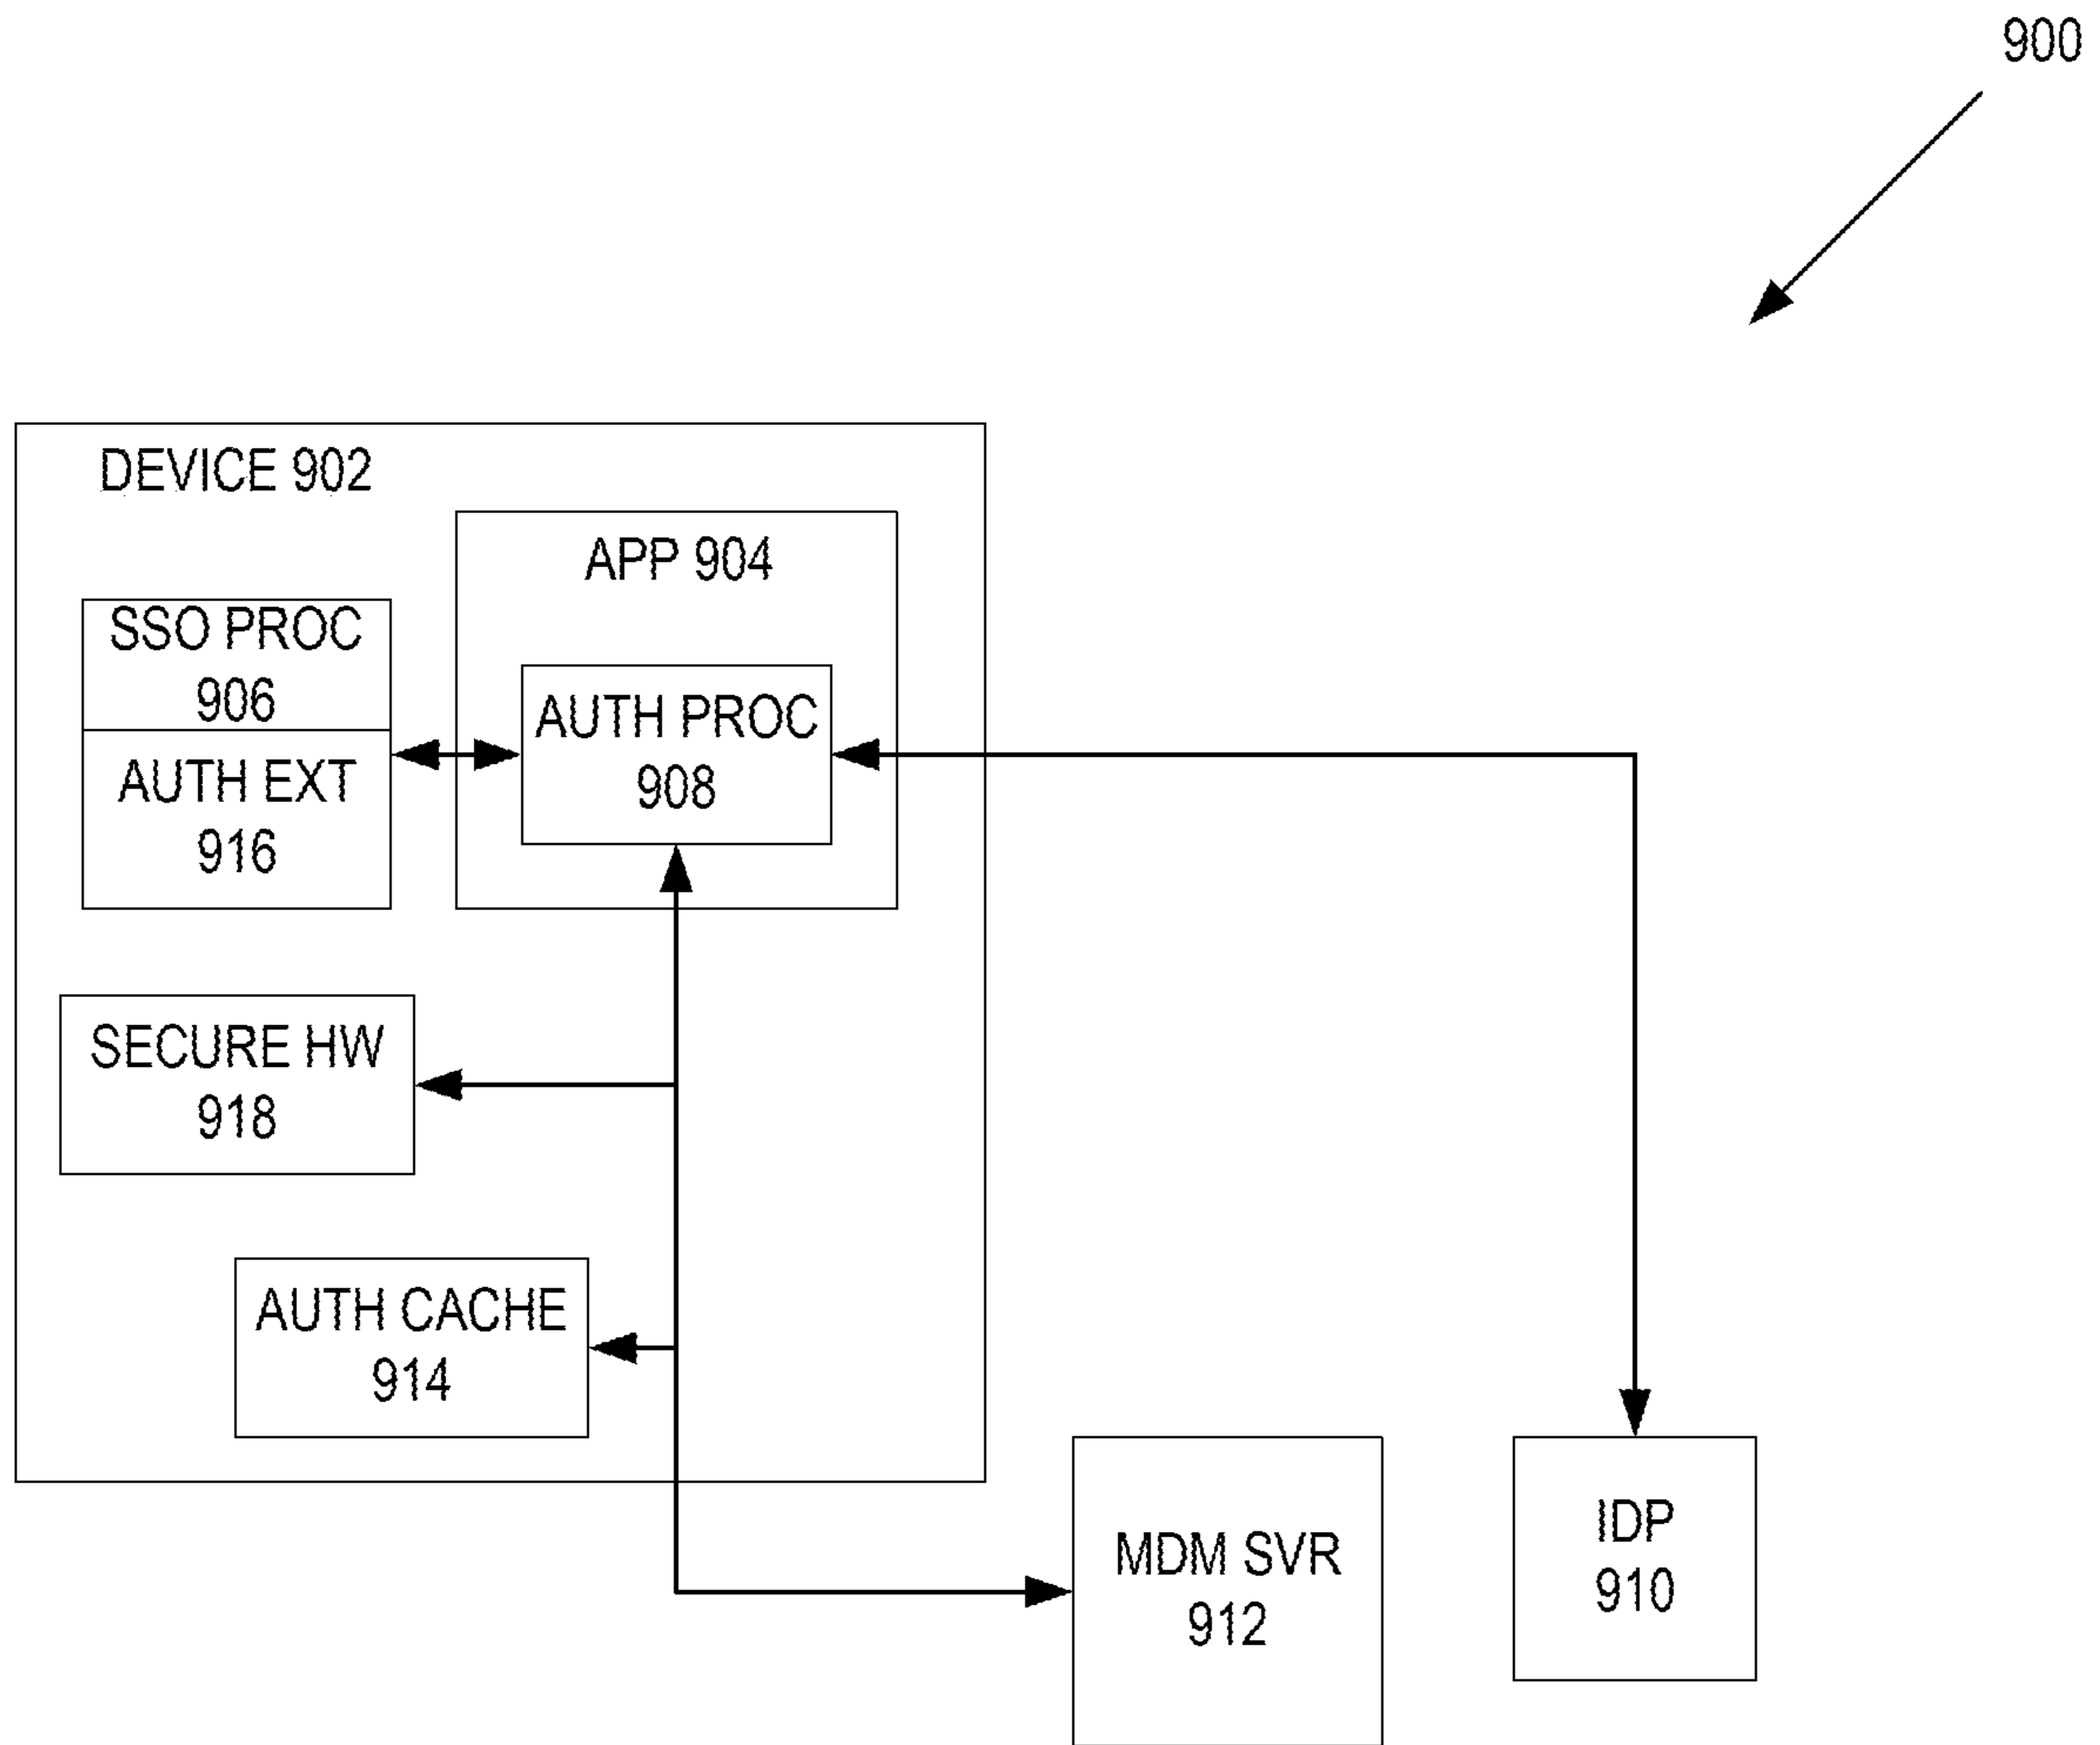 900
DEVICE 902
APP 904
SSO PROC
906
AUTH EXT
916
AUTH PROC
908
SECURE HW
918
AUTH CACHE
914
MDM SVR
912
IDP
910